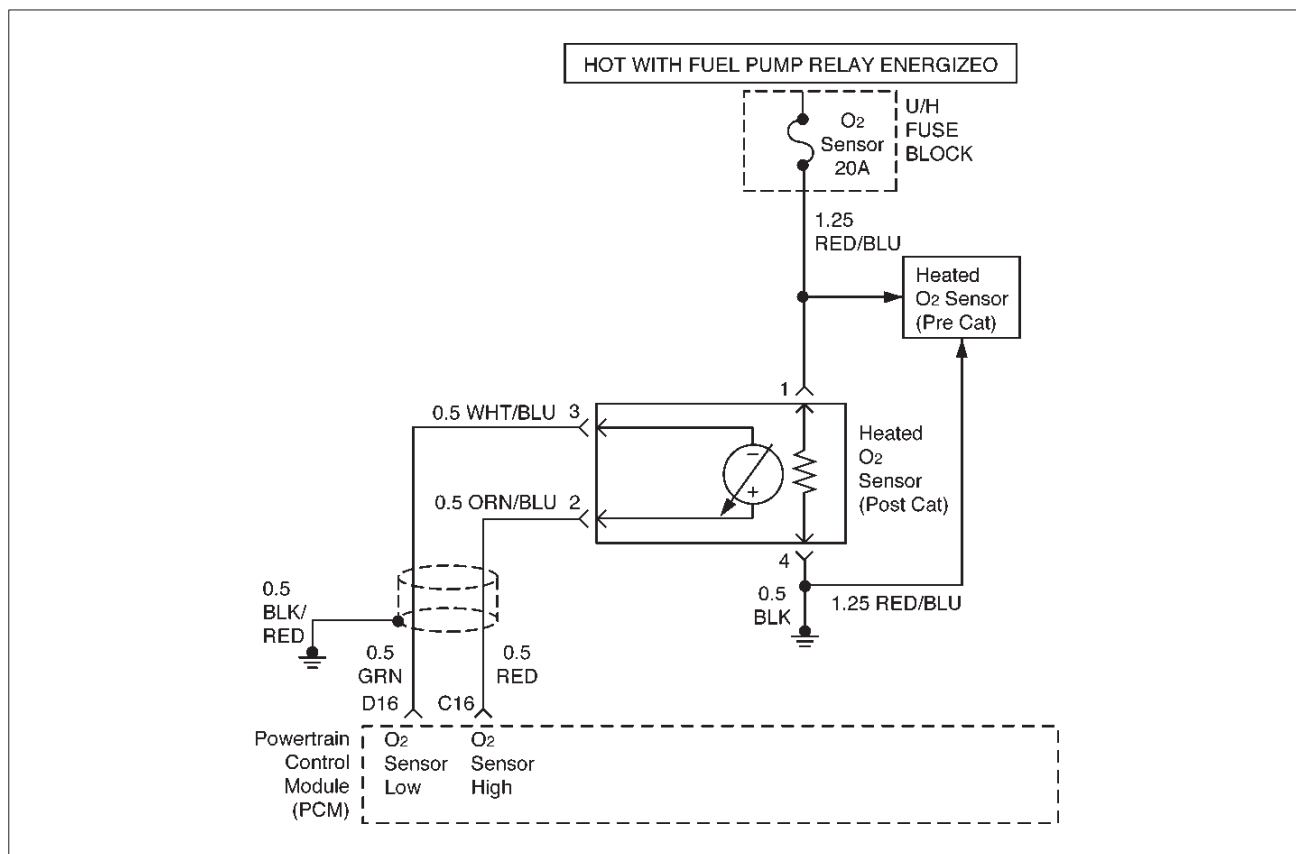 HOT WITH FUEL PUMP RELAY ENERGIZEO
O2
Sensor
20A
U/H
FUSE
BLOCK
1.25
RED/BLU
Heated
O2 Sensor
(Pre Cat)
1
0.5 WHT/BLU 3
0.5 ORN/BLU 2
−
+
Heated
O2
Sensor
(Post Cat)
4
0.5
BLK
1.25 RED/BLU
0.5
BLK/
RED
0.5
GRN
0.5
RED
D16
C16
Powertrain
Control
Module
(PCM)
O2
Sensor
Low
O2
Sensor
High